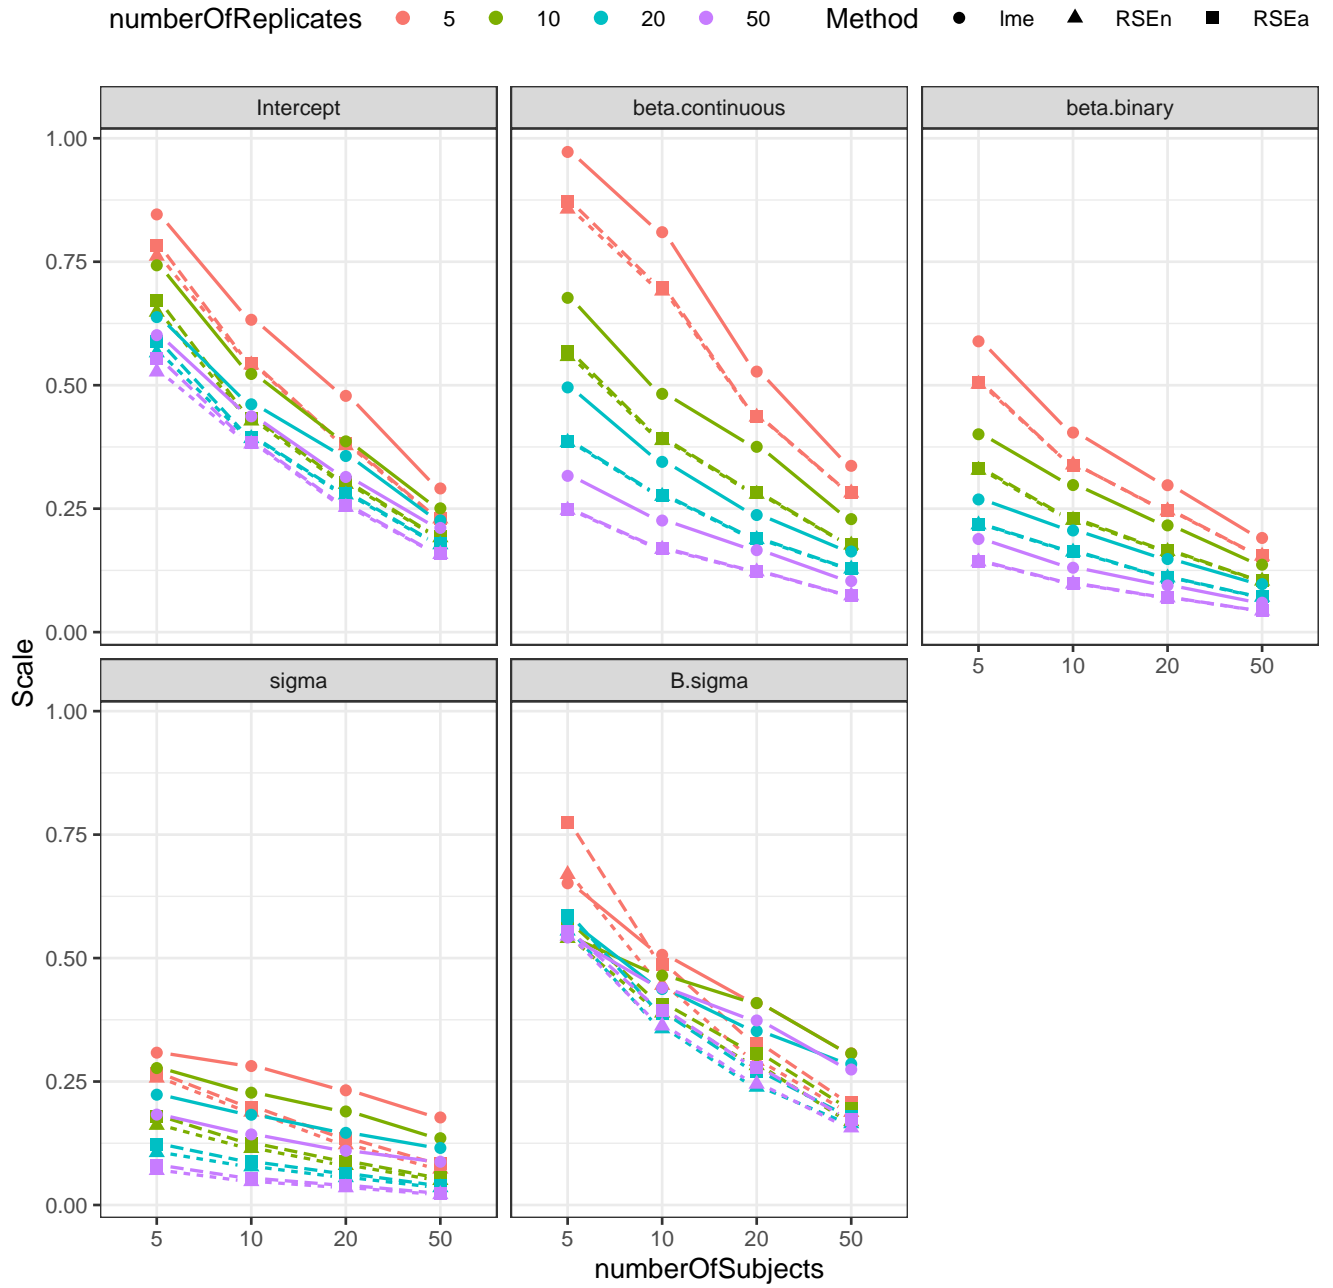 numberOfReplicates 5 10 20 50 Method lme RSEn RSEa
Intercept beta.continuous beta.binary
1.00
0.75
0.50
0.25
0.00
5 10 20 50
Scale
sigma B.sigma
1.00
0.75
0.50
0.25
0.00
5 10 20 50 5 10 20 50
numberOfSubjects